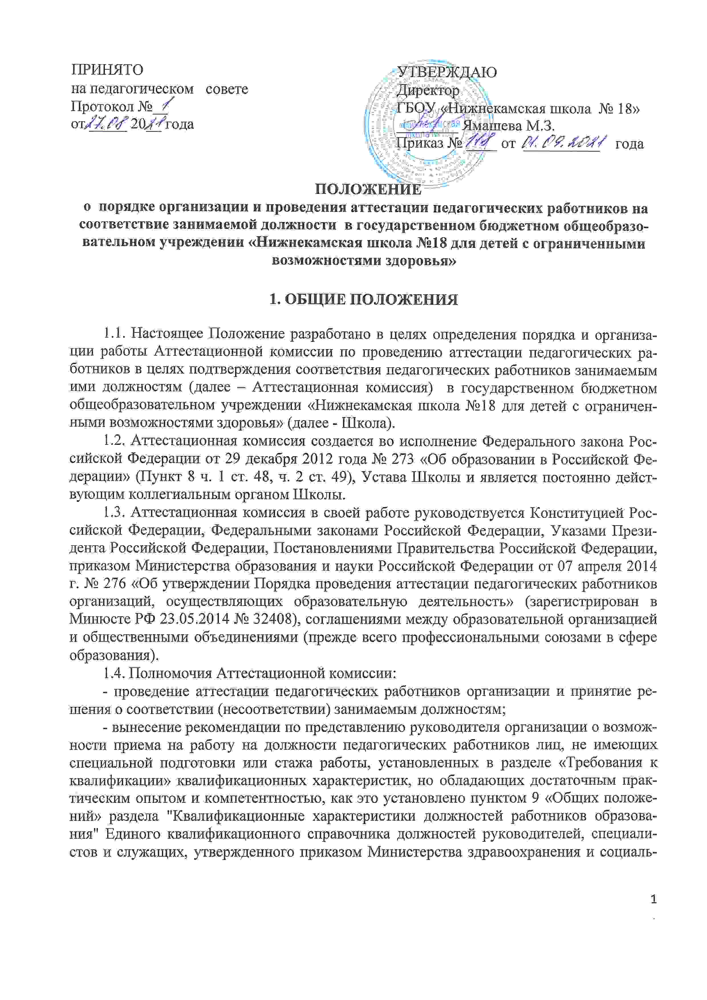 ПРИНЯТО
на педагогическом совете
Протокол № 1
от 27.08 2021 года
УТВЕРЖДАЮ
Директор
ГБОУ «Нижнекамская школа № 18»
Ямашева М.З.
Приказ № 118 от 01.09.2021 года
«Нижнекамская
школа №
ПОЛОЖЕНИЕ
о порядке организации и проведения аттестации педагогических работников на
соответствие занимаемой должности в государственном бюджетном общеобразо-
вательном учреждении «Нижнекамская школа №18 для детей с ограниченными
возможностями здоровья»
1. ОБЩИЕ ПОЛОЖЕНИЯ
1.1. Настоящее Положение разработано в целях определения порядка и организа-
ции работы Аттестационной комиссии по проведению аттестации педагогических ра-
ботников в целях подтверждения соответствия педагогических работников занимаемым
ими должностям (далее – Аттестационная комиссия) в государственном бюджетном
общеобразовательном учреждении «Нижнекамская школа №18 для детей с ограничен-
ными возможностями здоровья» (далее - Школа).
1.2. Аттестационная комиссия создается во исполнение Федерального закона Рос-
сийской Федерации от 29 декабря 2012 года № 273 «Об образовании в Российской Фе-
дерации» (Пункт 8 ч. 1 ст. 48, ч. 2 ст. 49), Устава Школы и является постоянно дейст-
вующим коллегиальным органом Школы.
1.3. Аттестационная комиссия в своей работе руководствуется Конституцией Рос-
сийской Федерации, Федеральными законами Российской Федерации, Указами Прези-
дента Российской Федерации, Постановлениями Правительства Российской Федерации,
приказом Министерства образования и науки Российской Федерации от 07 апреля 2014
г. № 276 «Об утверждении Порядка проведения аттестации педагогических работников
организаций, осуществляющих образовательную деятельность» (зарегистрирован в
Минюсте РФ 23.05.2014 № 32408), соглашениями между образовательной организацией
и общественными объединениями (прежде всего профессиональными союзами в сфере
образования).
1.4. Полномочия Аттестационной комиссии:
- проведение аттестации педагогических работников организации и принятие ре-
шения о соответствии (несоответствии) занимаемым должностям;
- вынесение рекомендации по представлению руководителя организации о возмож-
ности приема на работу на должности педагогических работников лиц, не имеющих
специальной подготовки или стажа работы, установленных в разделе «Требования к
квалификации» квалификационных характеристик, но обладающих достаточным прак-
тическим опытом и компетентностью, как это установлено пунктом 9 «Общих положе-
ний» раздела "Квалификационные характеристики должностей работников образова-
ния" Единого квалификационного справочника должностей руководителей, специали-
стов и служащих, утвержденного приказом Министерства здравоохранения и социаль-
1